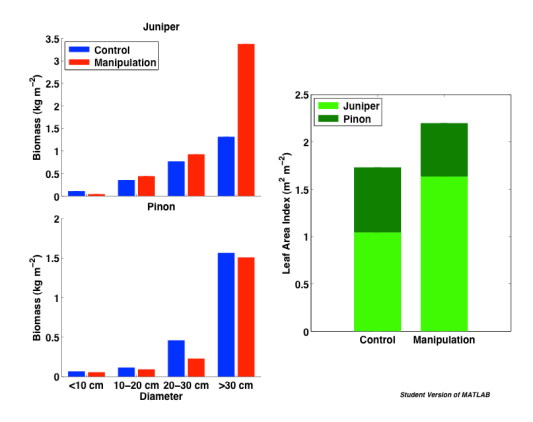 Juniper
Control
Manipulation
Biomass (kg m−2)
3.5
3
2.5
2
1.5
1
0.5
0
Pinon
Biomass (kg m−2)
2
1.5
1
0.5
0
<10 cm 10−20 cm 20−30 cm >30 cm
Diameter
Juniper
Pinon
Leaf Area Index (m2 m−2)
2.5
2
1.5
1
0.5
0
Control Manipulation
Student Version of MATLAB